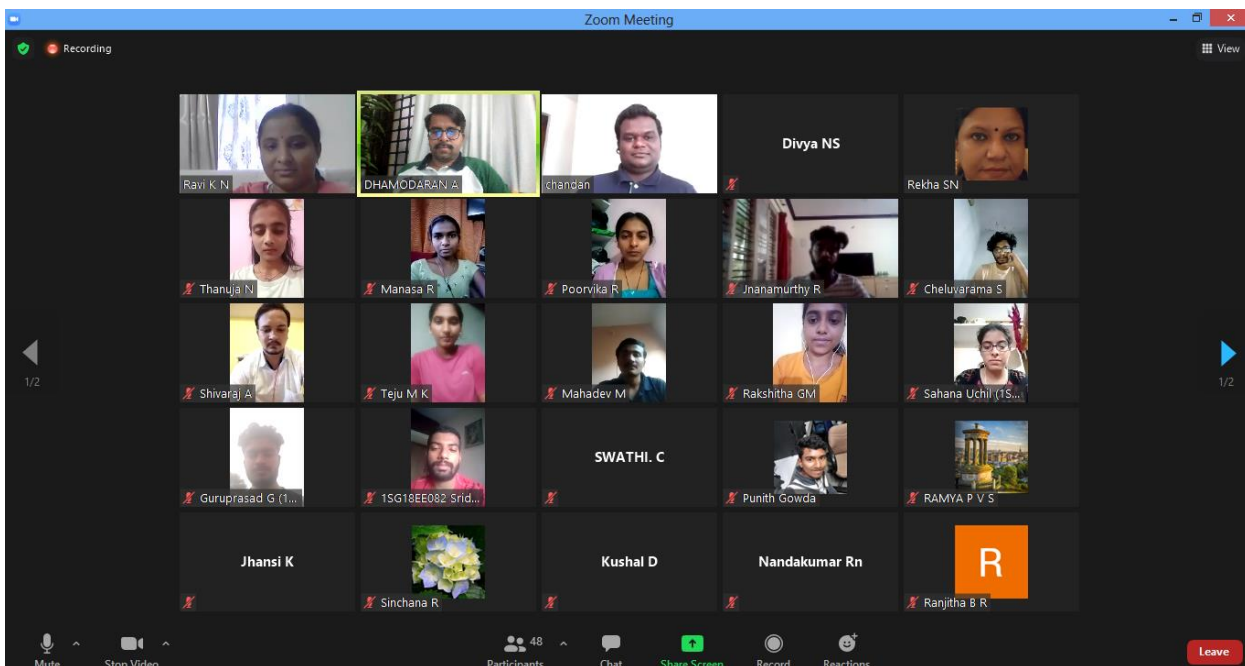 Zoom Meeting
Recording
View
Ravi K N
DHAMODARAN A
chandan
Divya NS
Rekha SN
Thanuja N
Manasa R
Poorvika R
Jnanamurthy R
Cheluvarama S
Shivaraj A
Teju M K
Mahadev M
Rakshitha GM
Sahana Uchil (1S...
1/2
1/2
Guruprasad G (1...
1SG18EE082 Srid...
SWATHI. C
Punith Gowda
RAMYA P V S
Jhansi K
Sinchana R
Kushal D
Nandakumar Rn
R
Ranjitha B R
48
Mute
Stop Video
Participants
Chat
Share Screen
Record
Reactions
Leave